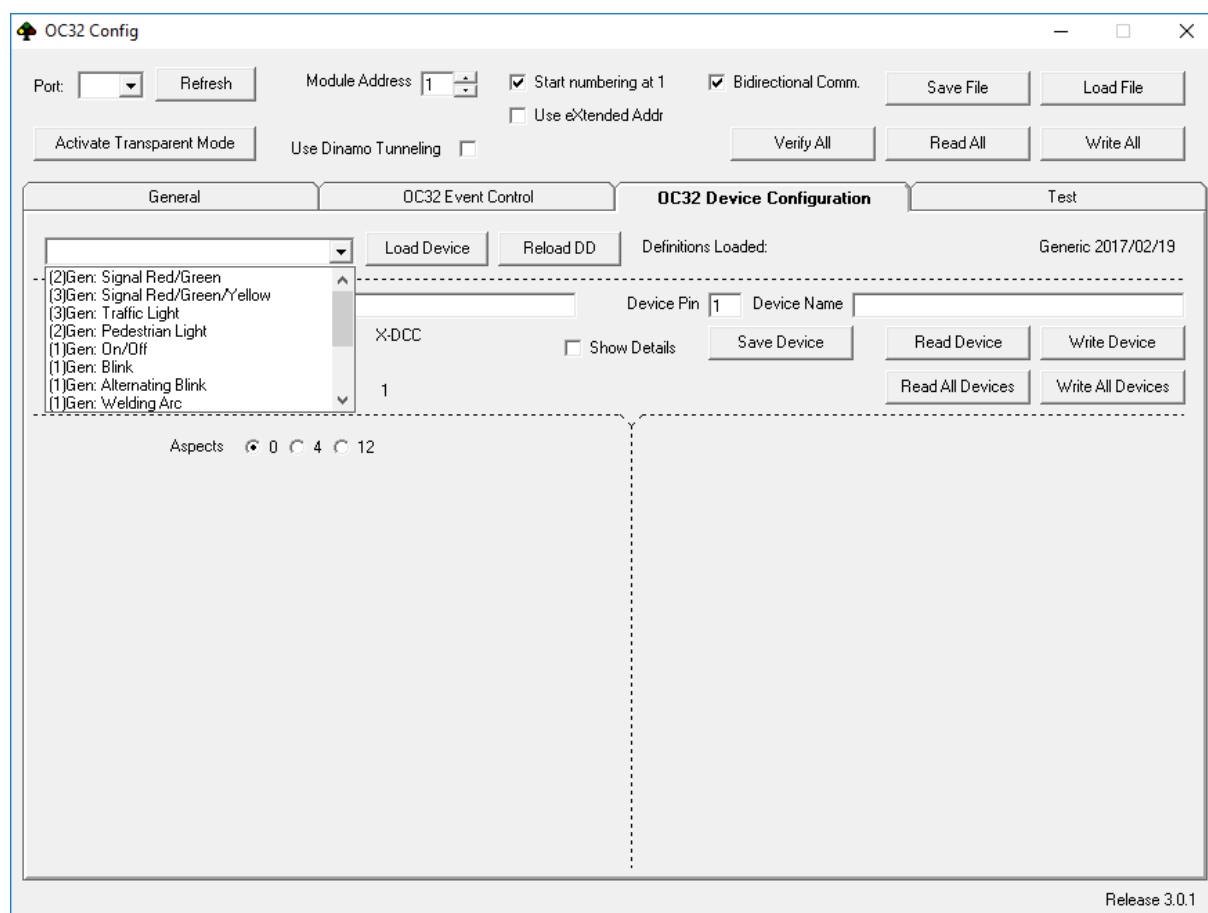 OC32 Config
Port: Refresh Module Address 1 Start numbering at 1 Bidirectional Comm. Save File Load File
Use eXtended Addr
Activate Transparent Mode Use Dinamo Tunneling Verify All Read All Write All
General OC32 Event Control OC32 Device Configuration Test
Load Device Reload DD Definitions Loaded: Generic 2017/02/19
(2)Gen: Signal Red/Green
(3)Gen: Signal Red/Green/Yellow
(3)Gen: Traffic Light
(2)Gen: Pedestrian Light
(1)Gen: On/Off
(1)Gen: Blink
(1)Gen: Alternating Blink
(1)Gen: Welding Arc
Device Pin 1 Device Name
X-DCC Show Details Save Device Read Device Write Device
1 Read All Devices Write All Devices
Aspects 0 4 12
Release 3.0.1